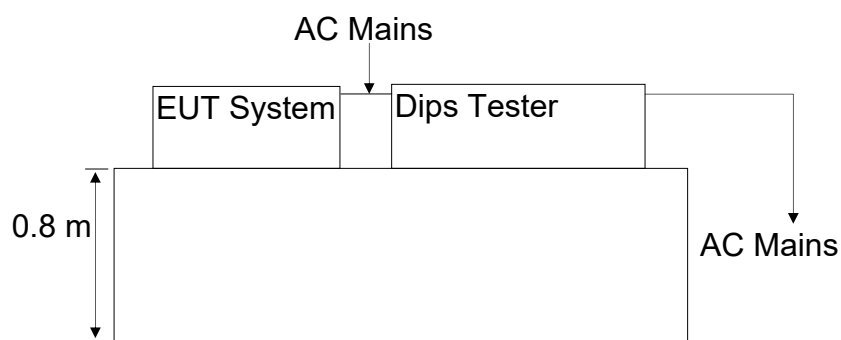 AC Mains
EUT System
Dips Tester
0.8 m
AC Mains